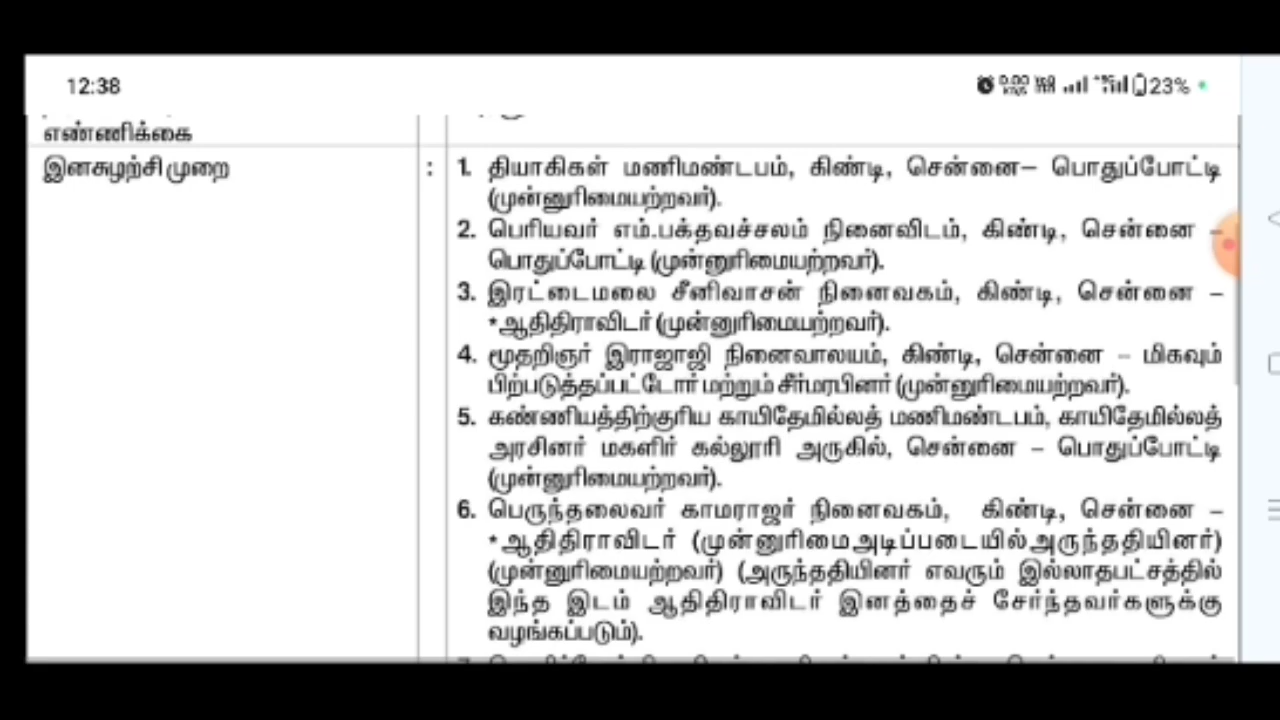 12:38
23%
எண்ணிக்கை
இனசுழற்சி முறை
:
1. தியாகிகள் மணிமண்டபம், கிண்டி, சென்னை– பொதுப்போட்டி
(முன்னுரிமையற்றவர்).
2. பெரியவர் எம்.பக்தவச்சலம் நினைவிடம், கிண்டி, சென்னை –
பொதுப்போட்டி (முன்னுரிமையற்றவர்).
3. இரட்டைமலை சீனிவாசன் நினைவகம், கிண்டி, சென்னை –
*ஆதிதிராவிடர் (முன்னுரிமையற்றவர்).
4. மூதறிஞர் இராஜாஜி நினைவாலயம், கிண்டி, சென்னை – மிகவும்
பிற்படுத்தப்பட்டோர் மற்றும் சீர்மரபினர் (முன்னுரிமையற்றவர்).
5. கண்ணியத்திற்குரிய காயிதேமில்லத் மணிமண்டபம், காயிதேமில்லத்
அரசினர் மகளிர் கல்லூரி அருகில், சென்னை – பொதுப்போட்டி
(முன்னுரிமையற்றவர்).
6. பெருந்தலைவர் காமராஜர் நினைவகம், கிண்டி, சென்னை –
*ஆதிதிராவிடர் (முன்னுரிமைஅடிப்படையில்அருந்ததியினர்)
(முன்னுரிமையற்றவர்) (அருந்ததியினர் எவரும் இல்லாதபட்சத்தில்
இந்த இடம் ஆதிதிராவிடர் இனத்தைச் சேர்ந்தவர்களுக்கு
வழங்கப்படும்).